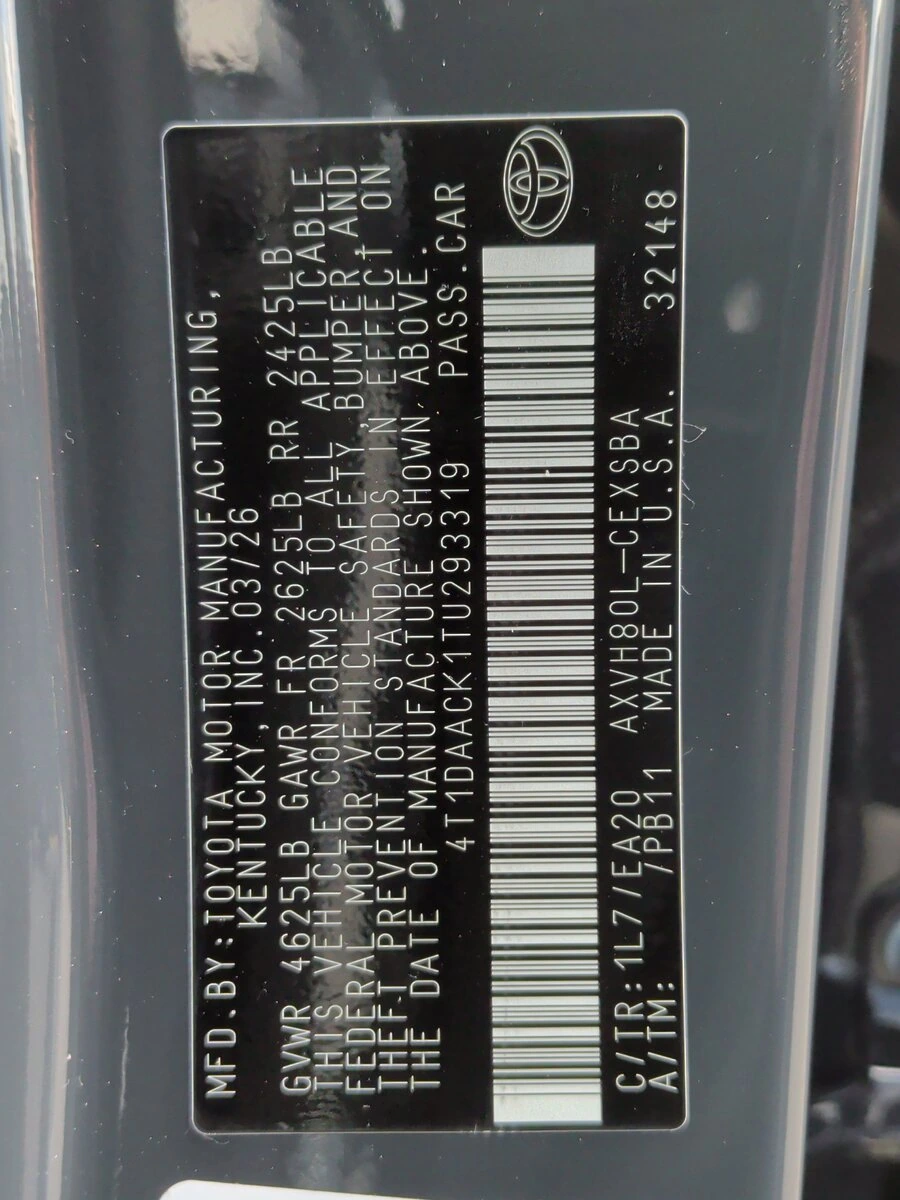 MFD.BY:TOYOTA MOTOR MANUFACTURING,
KENTUCKY,INC. 03/26
GVWR 4625LB GAWR FR 2625LB RR 2425LB
THIS VEHICLE CONFORMS TO ALL APPLICABLE
FEDERAL MOTOR VEHICLE SAFETY,BUMPER,AND
THEFT PREVENTION STANDARDS IN EFFECT ON
THE DATE OF MANUFACTURE SHOWN ABOVE.
4T1DAACK1TU293319 PASS.CAR
C/TR:1L7/EA20 AXVH80L-CEXSBA
A/TM: /PB11 MADE IN U.S.A. 32148